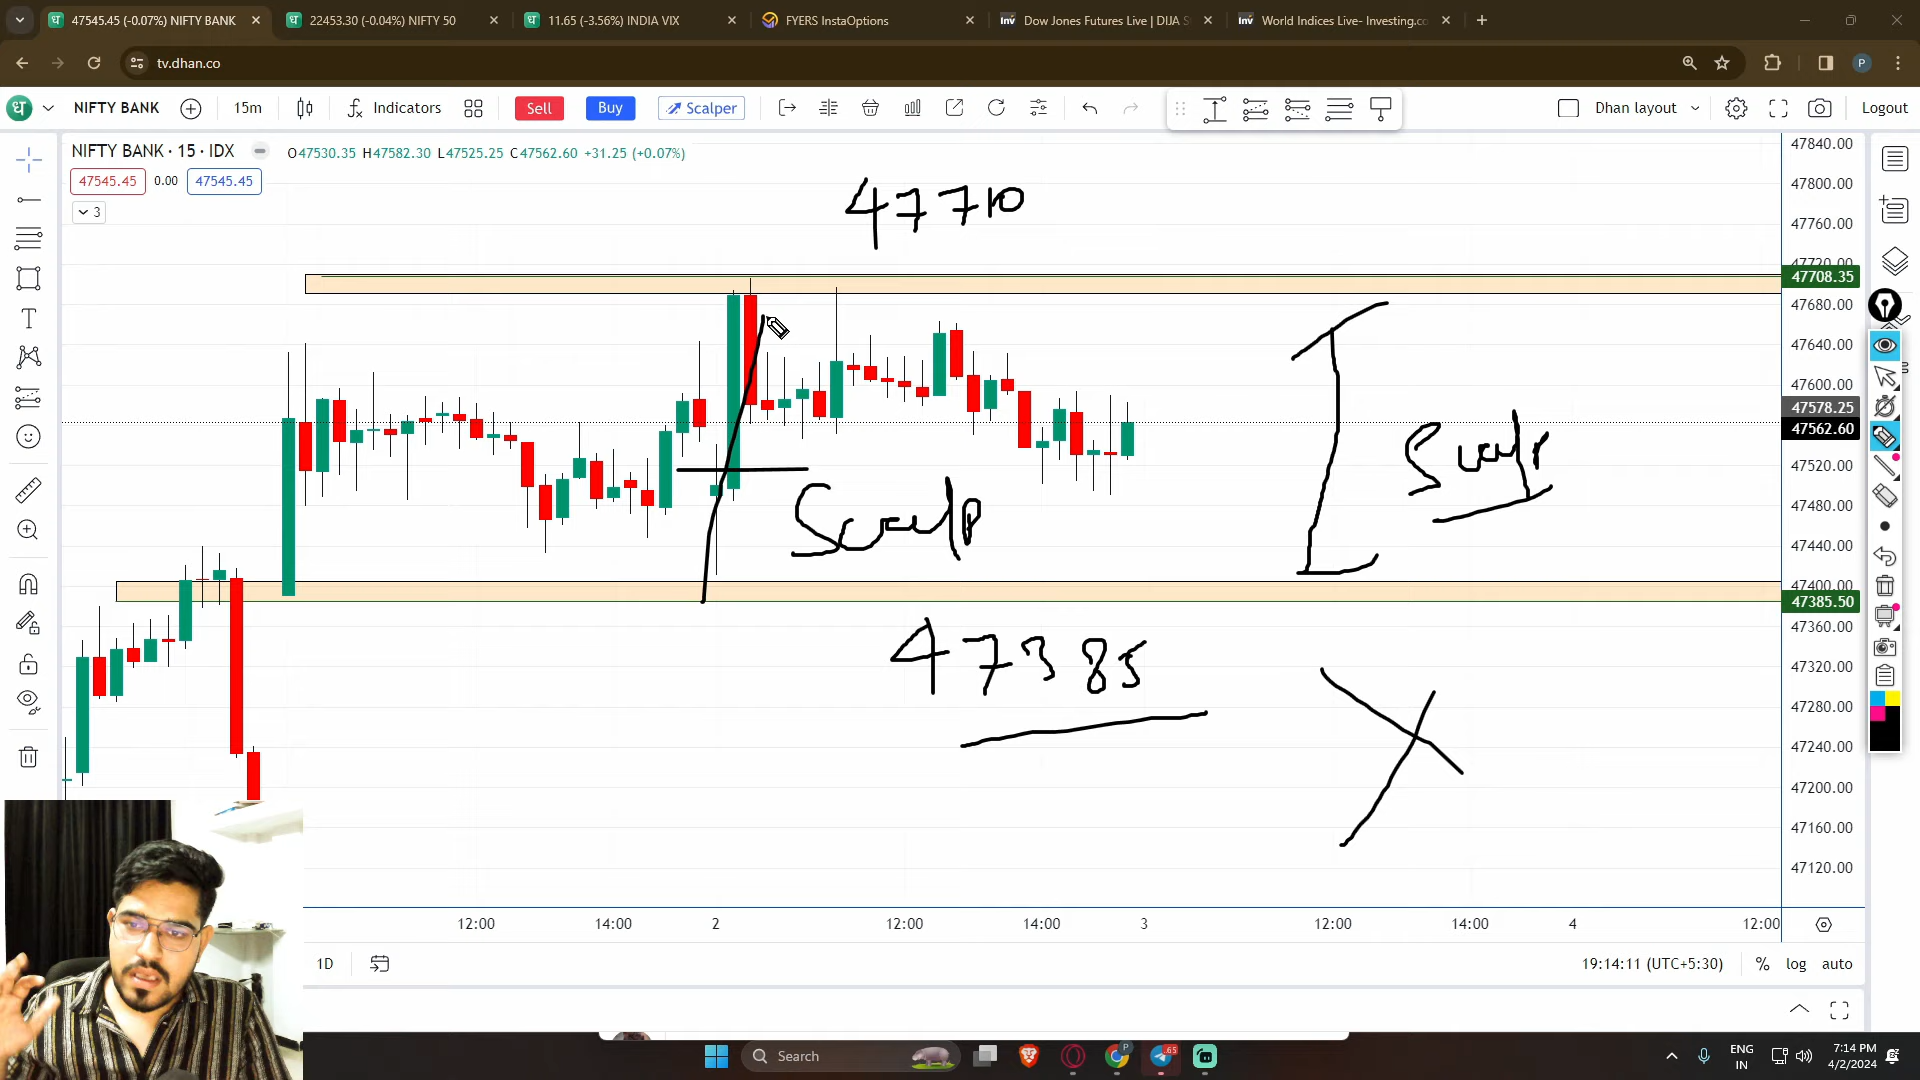 47545.45 (-0.07%) NIFTY BANK
22453.30 (-0.04%) NIFTY 50
11.65 (-3.56%) INDIA VIX
FYERS InstaOptions
Dow Jones Futures Live | DJIA S
World Indices Live- Investing.co
tv.dhan.co
P
NIFTY BANK
15m
Indicators
Sell
Buy
Scalper
Dhan layout
Logout
NIFTY BANK · 15 · IDX
O47530.35 H47582.30 L47525.25 C47562.60 +31.25 (+0.07%)
47545.45
0.00
47545.45
3
47710
Scalp
Scalp
47385
47840.00
47800.00
47760.00
47720.00
47708.35
47680.00
47640.00
47600.00
47578.25
47562.60
47520.00
47480.00
47440.00
47400.00
47385.50
47360.00
47320.00
47280.00
47240.00
47200.00
47160.00
47120.00
12:00
14:00
2
12:00
14:00
3
12:00
14:00
4
12:00
1D
19:14:11 (UTC+5:30)
%
log
auto
Search
P
65
ENG
IN
7:14 PM
4/2/2024